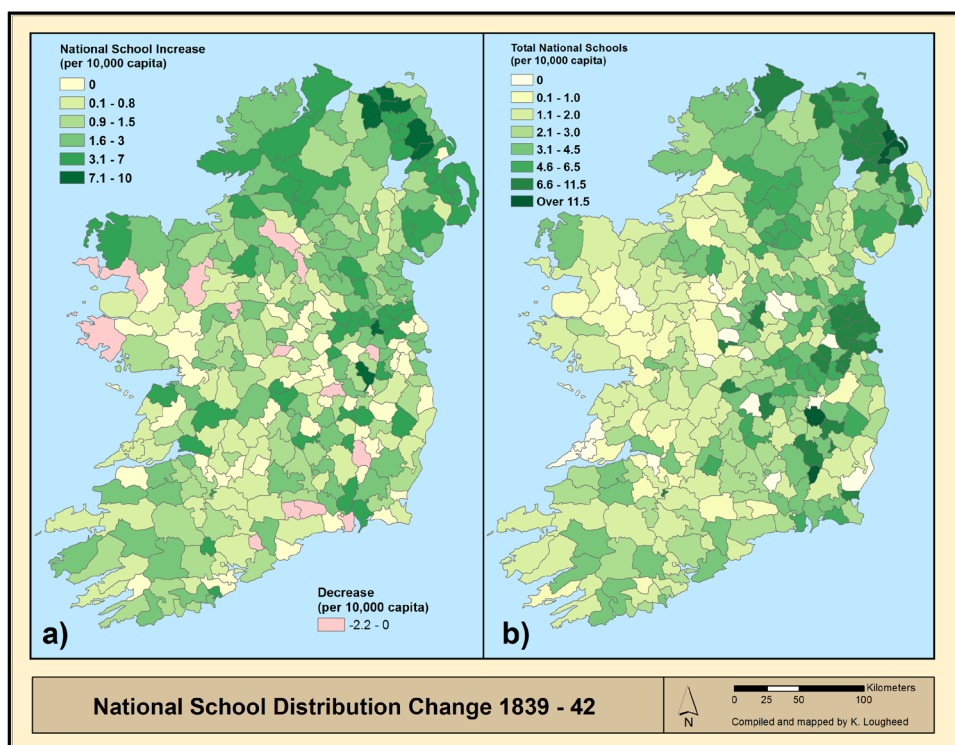 National School Increase
(per 10,000 capita)
0
0.1 - 0.8
0.9 - 1.5
1.6 - 3
3.1 - 7
7.1 - 10
Decrease
(per 10,000 capita)
-2.2 - 0
a)
Total National Schools
(per 10,000 capita)
0
0.1 - 1.0
1.1 - 2.0
2.1 - 3.0
3.1 - 4.5
4.6 - 6.5
6.6 - 11.5
Over 11.5
b)
National School Distribution Change 1839 - 42
N
Kilometers
0 25 50 100
Compiled and mapped by K. Lougheed